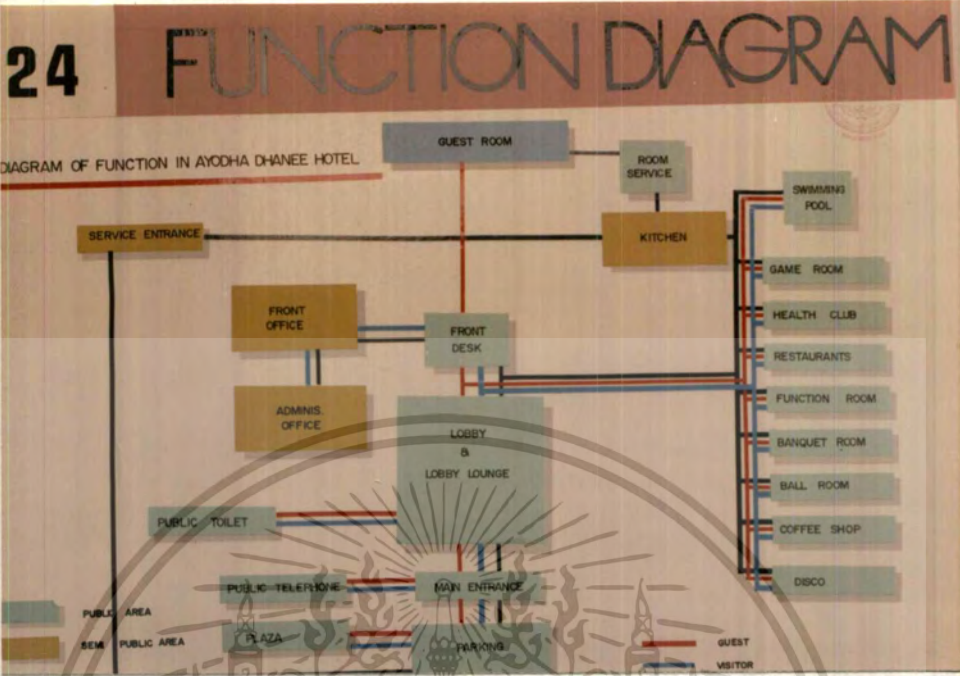 24
FUNCTION DIAGRAM
DIAGRAM OF FUNCTION IN AYODHA DHANEE HOTEL
GUEST ROOM
ROOM
SERVICE
SWIMMING
POOL
SERVICE ENTRANCE
KITCHEN
GAME ROOM
FRONT
OFFICE
HEALTH CLUB
FRONT
DESK
RESTAURANTS
FUNCTION ROOM
ADMINIS.
OFFICE
LOBBY
&
LOBBY LOUNGE
BANQUET ROOM
BALL ROOM
PUBLIC TOILET
COFFEE SHOP
PUBLIC TELEPHONE
MAIN ENTRANCE
DISCO
PUBLIC AREA
SEMI PUBLIC AREA
PLAZA
PARKING
GUEST
VISITOR